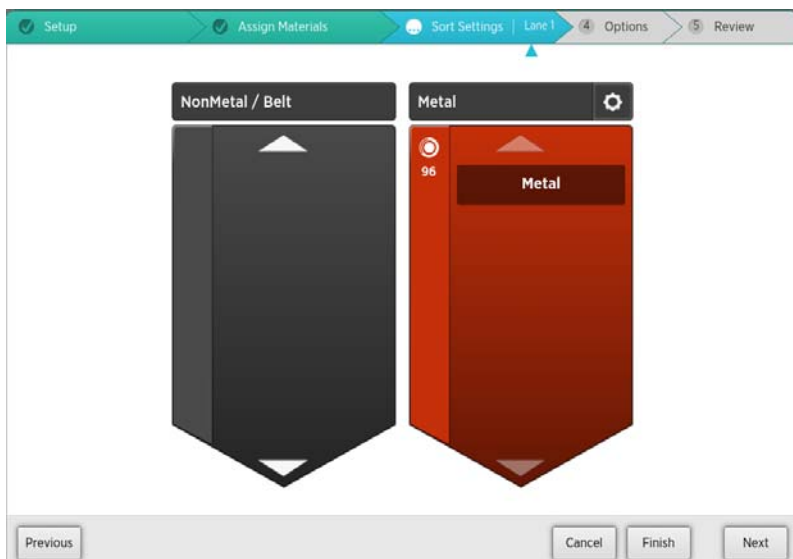 Setup
Assign Materials
Sort Settings | Lane 1
4 Options
5 Review
NonMetal / Belt
Metal
96
Metal
Previous
Cancel
Finish
Next